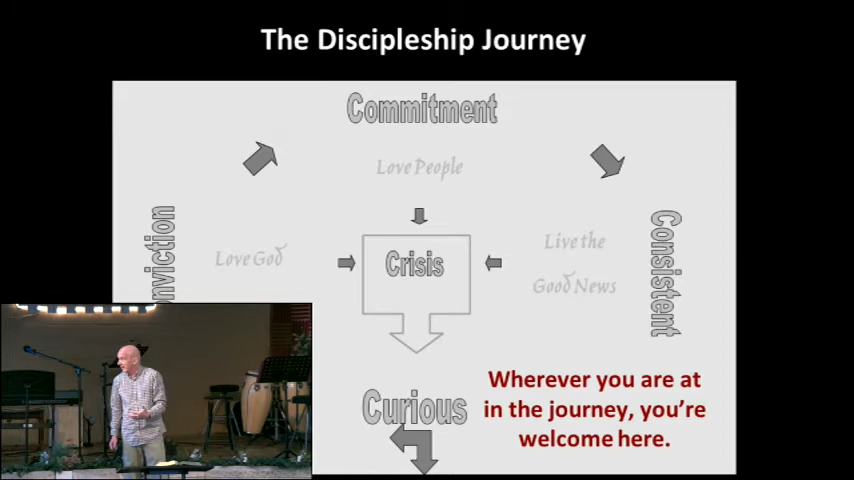 The Discipleship Journey
Commitment
Love People
Consistent
Love God
Crisis
Live the
Good News
Curious
Wherever you are at
in the journey, you're
welcome here.